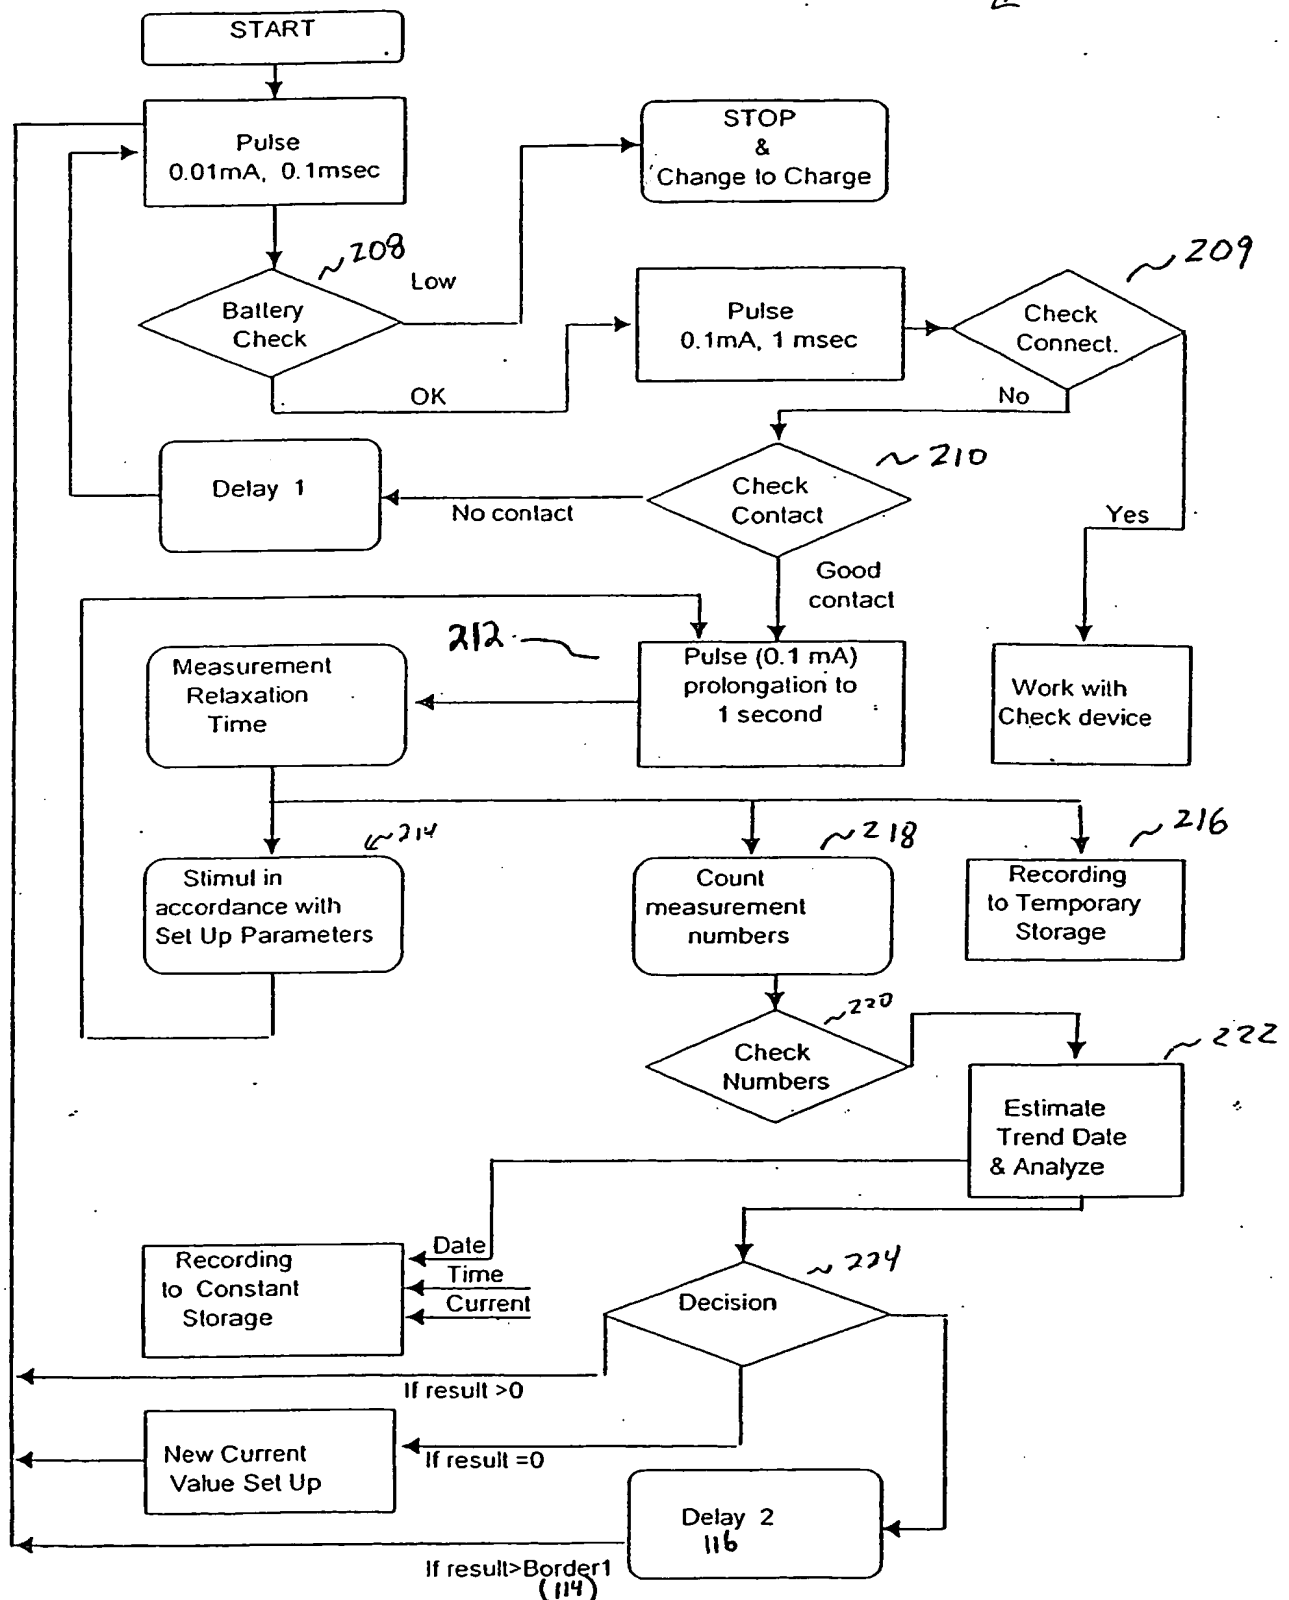 START
Pulse
0.01mA, 0.1msec
STOP
&
Change to Charge
208
Low
Battery
Check
OK
Pulse
0.1mA, 1 msec
209
Check
Connect.
No
Yes
210
Check
Contact
No contact
Delay 1
Good
contact
212
Pulse (0.1 mA)
prolongation to
1 second
Measurement
Relaxation
Time
Work with
Check device
214
Stimul in
accordance with
Set Up Parameters
218
Count
measurement
numbers
216
Recording
to Temporary
Storage
220
Check
Numbers
222
Estimate
Trend Date
& Analyze
Date
Time
Current
Recording
to Constant
Storage
224
Decision
If result >0
New Current
Value Set Up
If result =0
Delay 2
116
If result>Border1
(114)